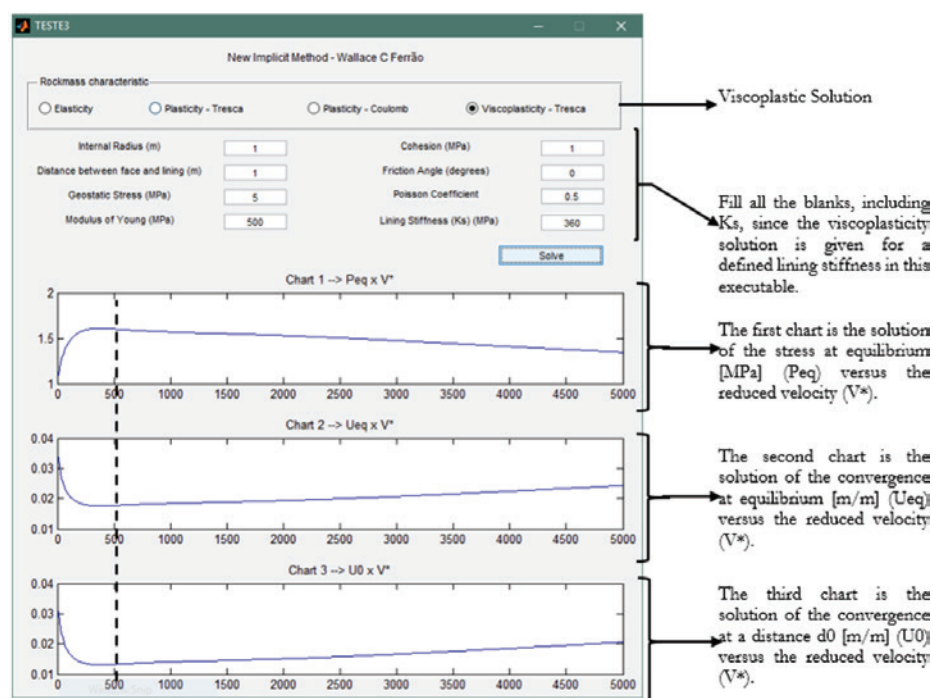 TESTE3
New Implicit Method - Wallace C Ferrão
Rockmass characteristic
Elasticity Plasticity - Tresca Plasticity - Coulomb Viscoplasticity - Tresca
Viscoplastic Solution
Internal Radius (m) 1 Cohesion (MPa) 1
Distance between face and lining (m) 1 Friction Angle (degrees) 0
Geostatic Stress (MPa) 5 Poisson Coefficient 0.5
Modulus of Young (MPa) 500 Lining Stiffness (Ks) (MPa) 360
Solve
Fill all the blanks, including
Ks, since the viscoplasticity
solution is given for a
defined lining stiffness in this
executable.
Chart 1 --> Peq x V*
2
1.5
1
0 500 1000 1500 2000 2500 3000 3500 4000 4500 5000
The first chart is the solution
of the stress at equilibrium
[MPa] (Peq) versus the
reduced velocity (V*).
Chart 2 --> Ueq x V*
0.04
0.03
0.02
0.01
0 500 1000 1500 2000 2500 3000 3500 4000 4500 5000
The second chart is the
solution of the convergence
at equilibrium [m/m] (Ueq)
versus the reduced velocity
(V*).
Chart 3 --> U0 x V*
0.04
0.03
0.02
0.01
0 500 1000 1500 2000 2500 3000 3500 4000 4500 5000
The third chart is the
solution of the convergence
at a distance d0 [m/m] (U0)
versus the reduced velocity
(V*).